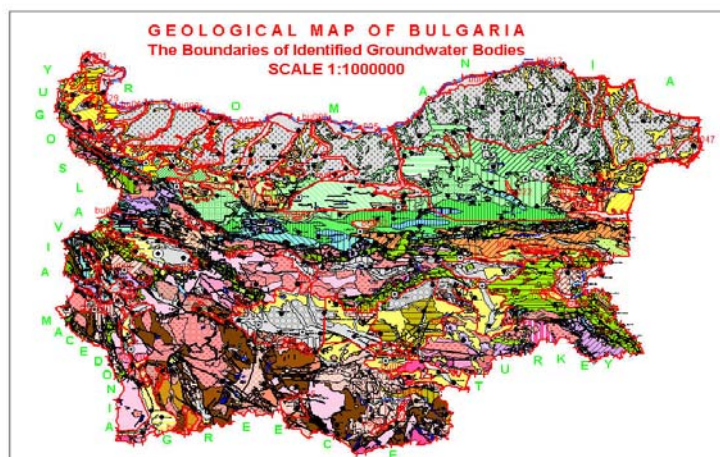 GEOLOGICAL MAP OF BULGARIA
The Boundaries of Identified Groundwater Bodies
SCALE 1:1000000
ROMANIA
YUGOSLAVIA
MACEDONIA
GREECE
TURKEY